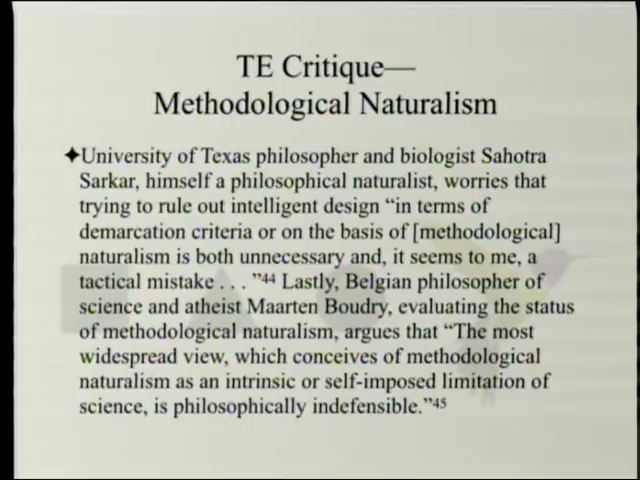 TE Critique—
Methodological Naturalism
✦University of Texas philosopher and biologist Sahotra
Sarkar, himself a philosophical naturalist, worries that
trying to rule out intelligent design “in terms of
demarcation criteria or on the basis of [methodological]
naturalism is both unnecessary and, it seems to me, a
tactical mistake . . . ”44 Lastly, Belgian philosopher of
science and atheist Maarten Boudry, evaluating the status
of methodological naturalism, argues that “The most
widespread view, which conceives of methodological
naturalism as an intrinsic or self-imposed limitation of
science, is philosophically indefensible.”45